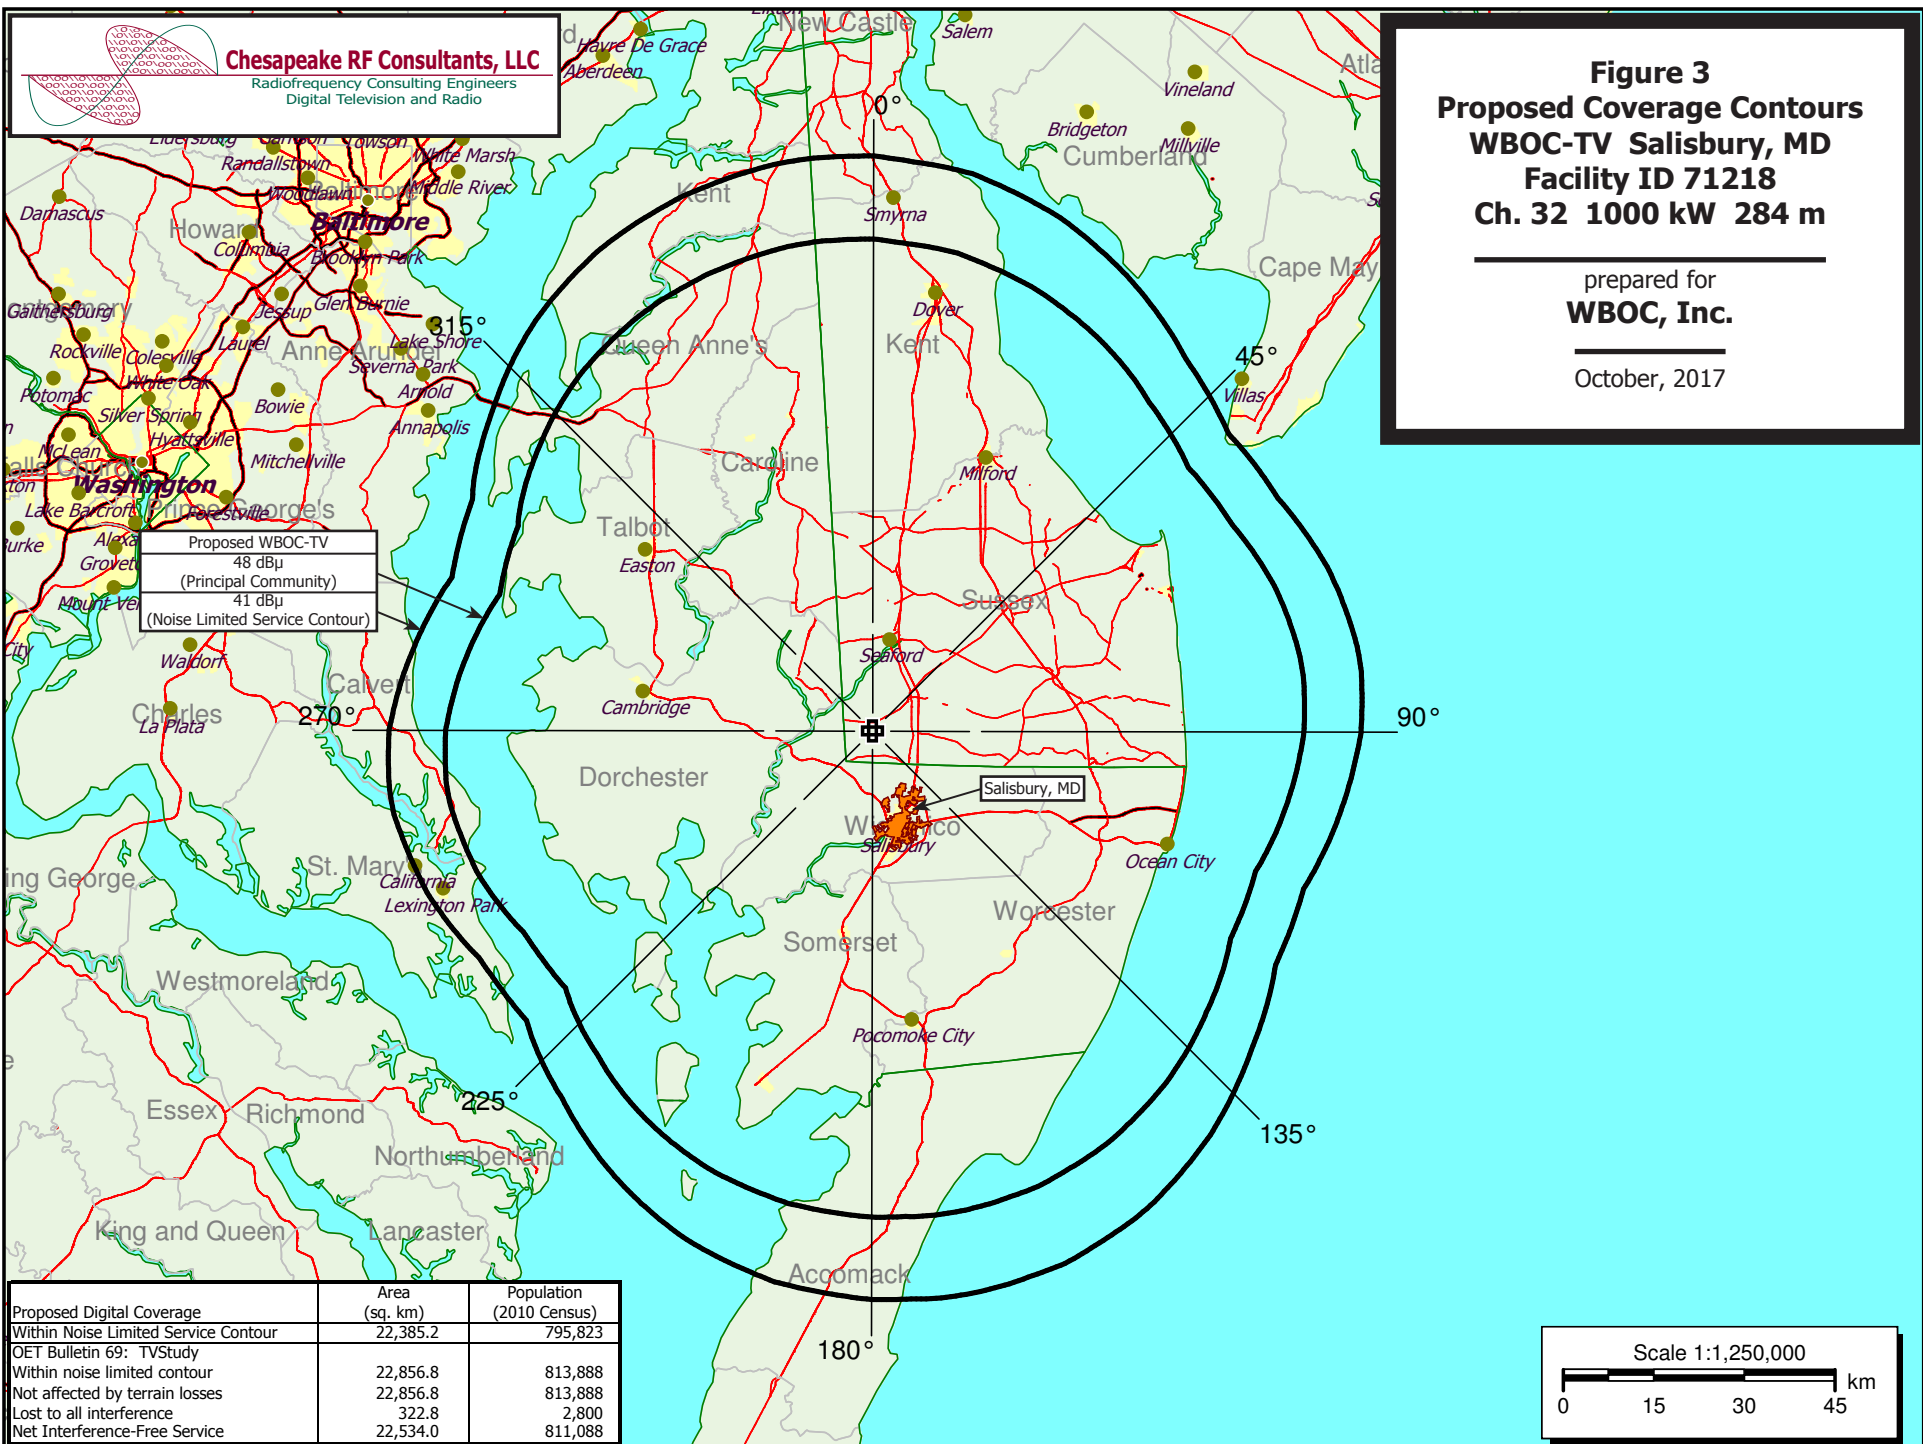 Chesapeake RF Consultants, LLC
Radiofrequency Consulting Engineers
Digital Television and Radio
Figure 3
Proposed Coverage Contours
WBOC-TV Salisbury, MD
Facility ID 71218
Ch. 32 1000 kW 284 m
prepared for
WBOC, Inc.
October, 2017
New Castle
Salem
Havre De Grace
Aberdeen
Vineland
0°
Bridgeton
Millville
Cumberland
Eldersburg
Towson
Randallstown
White Marsh
Woodlawn
Baltimore
Middle River
Kent
Damascus
Smyrna
Howard
Baltimore
Columbia
Brooklyn Park
Cape May
Glen Burnie
Gaithersburg
Jessup
Dover
315°
Rockville
Colesville
Laurel
Lake Shore
Anne Arundel
Queen Anne's
Kent
45°
Severna Park
White Oak
Potomac
Bowie
Arnold
Villas
Silver Spring
Annapolis
Hyattsville
McLean
Mitchellville
Caroline
Milford
Washington
Lake Barcroft
Prince George's
Forestville
Talbot
Easton
Proposed WBOC-TV
48 dBµ
(Principal Community)
41 dBµ
(Noise Limited Service Contour)
Sussex
Waldorf
Seaford
Calvert
Cambridge
Charles
La Plata
270°
90°
Dorchester
Salisbury, MD
Salisbury
Ocean City
St. Mary
California
Lexington Park
Worcester
Somerset
Westmoreland
Pocomoke City
225°
Essex
Richmond
135°
Northumberland
King and Queen
Lancaster
Accomack
180°
Proposed Digital Coverage Area (sq. km) Population (2010 Census)
Within Noise Limited Service Contour 22,385.2 795,823
OET Bulletin 69: TVStudy
Within noise limited contour 22,856.8 813,888
Not affected by terrain losses 22,856.8 813,888
Lost to all interference 322.8 2,800
Net Interference-Free Service 22,534.0 811,088
Scale 1:1,250,000
km
0 15 30 45